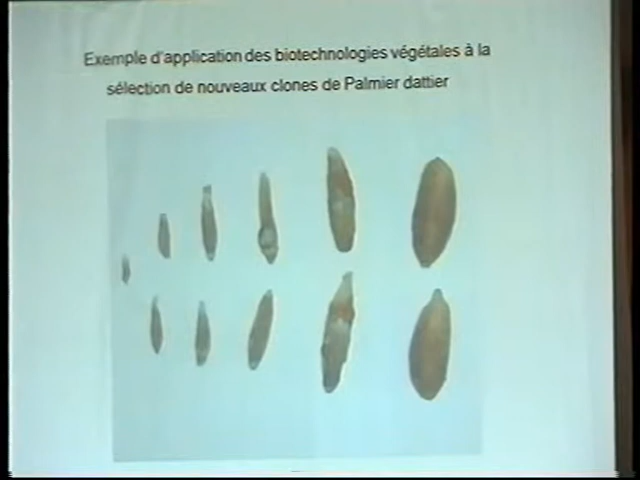 Exemple d'application des biotechnologies végétales à la
sélection de nouveaux clones de Palmier dattier